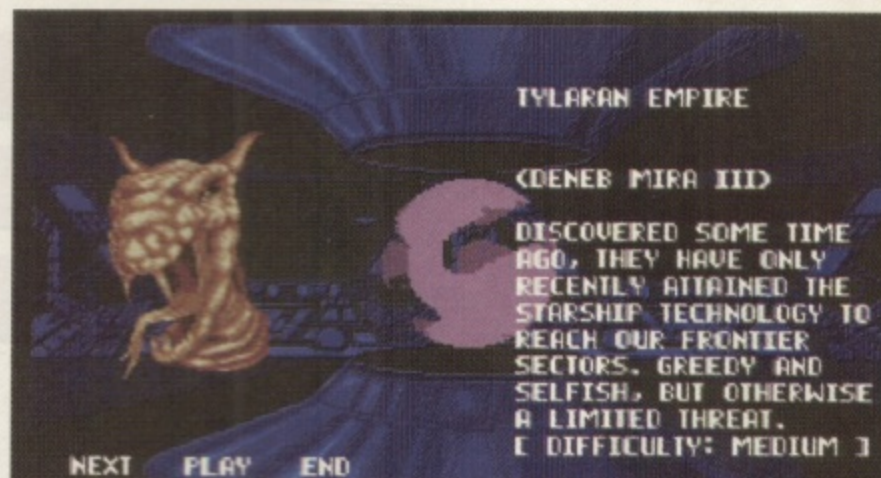 TYLARAN EMPIRE
(DENEB MIRA III)
DISCOVERED SOME TIME
AGO, THEY HAVE ONLY
RECENTLY ATTAINED THE
STARSHIP TECHNOLOGY TO
REACH OUR FRONTIER
SECTORS. GREEDY AND
SELFISH, BUT OTHERWISE
A LIMITED THREAT.
[ DIFFICULTY: MEDIUM ]
NEXT PLAY END